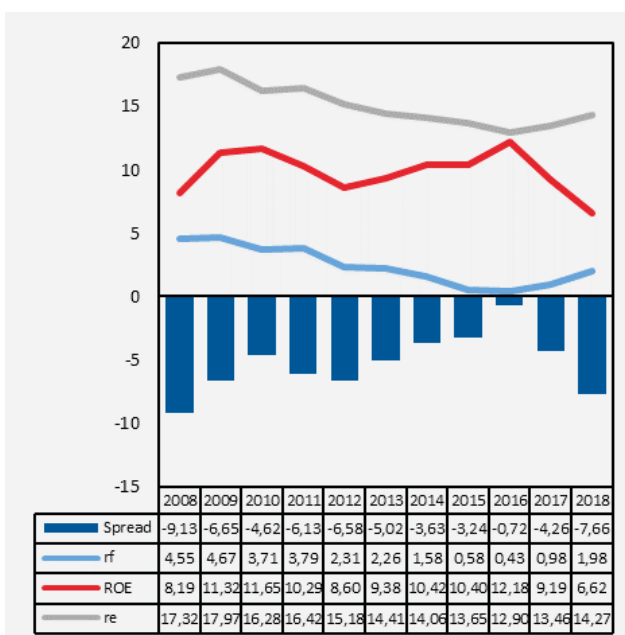 20
15
10
5
0
-5
-10
-15
2008 2009 2010 2011 2012 2013 2014 2015 2016 2017 2018
Spread -9,13 -6,65 -4,62 -6,13 -6,58 -5,02 -3,63 -3,24 -0,72 -4,26 -7,66
rf 4,55 4,67 3,71 3,79 2,31 2,26 1,58 0,58 0,43 0,98 1,98
ROE 8,19 11,32 11,65 10,29 8,60 9,38 10,42 10,40 12,18 9,19 6,62
re 17,32 17,97 16,28 16,42 15,18 14,41 14,06 13,65 12,90 13,46 14,27